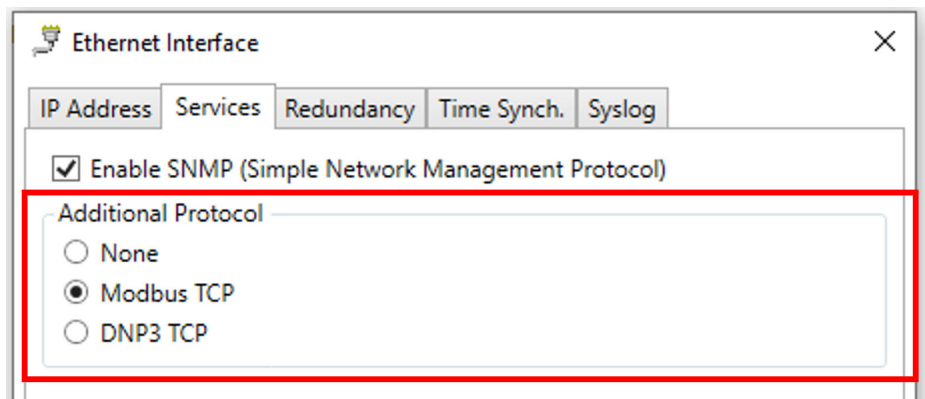 Ethernet Interface
IP Address Services Redundancy Time Synch. Syslog
Enable SNMP (Simple Network Management Protocol)
Additional Protocol
None
Modbus TCP
DNP3 TCP